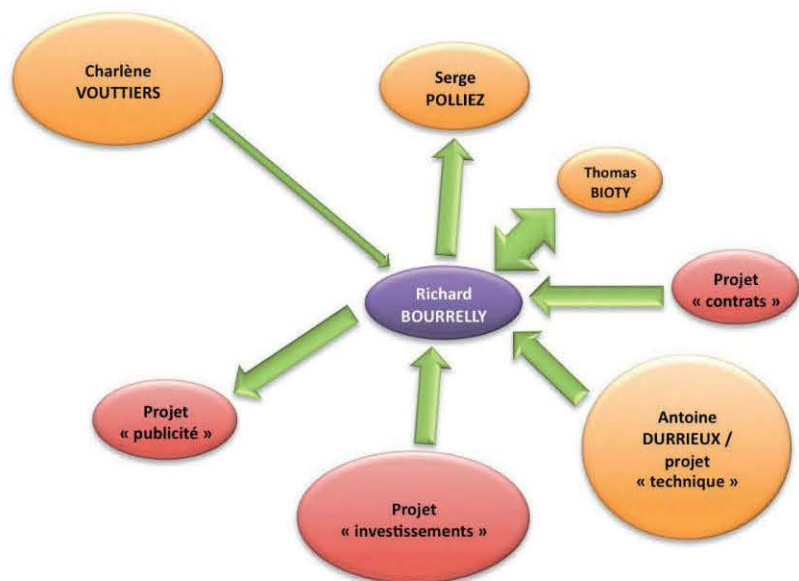 Charlène
VOUTTIERS
Serge
POLLIEZ
Thomas
BIOTY
Richard
BOURRELLY
Projet
« contrats »
Projet
« publicité »
Antoine
DURRIEUX /
projet
« technique »
Projet
« investissements »